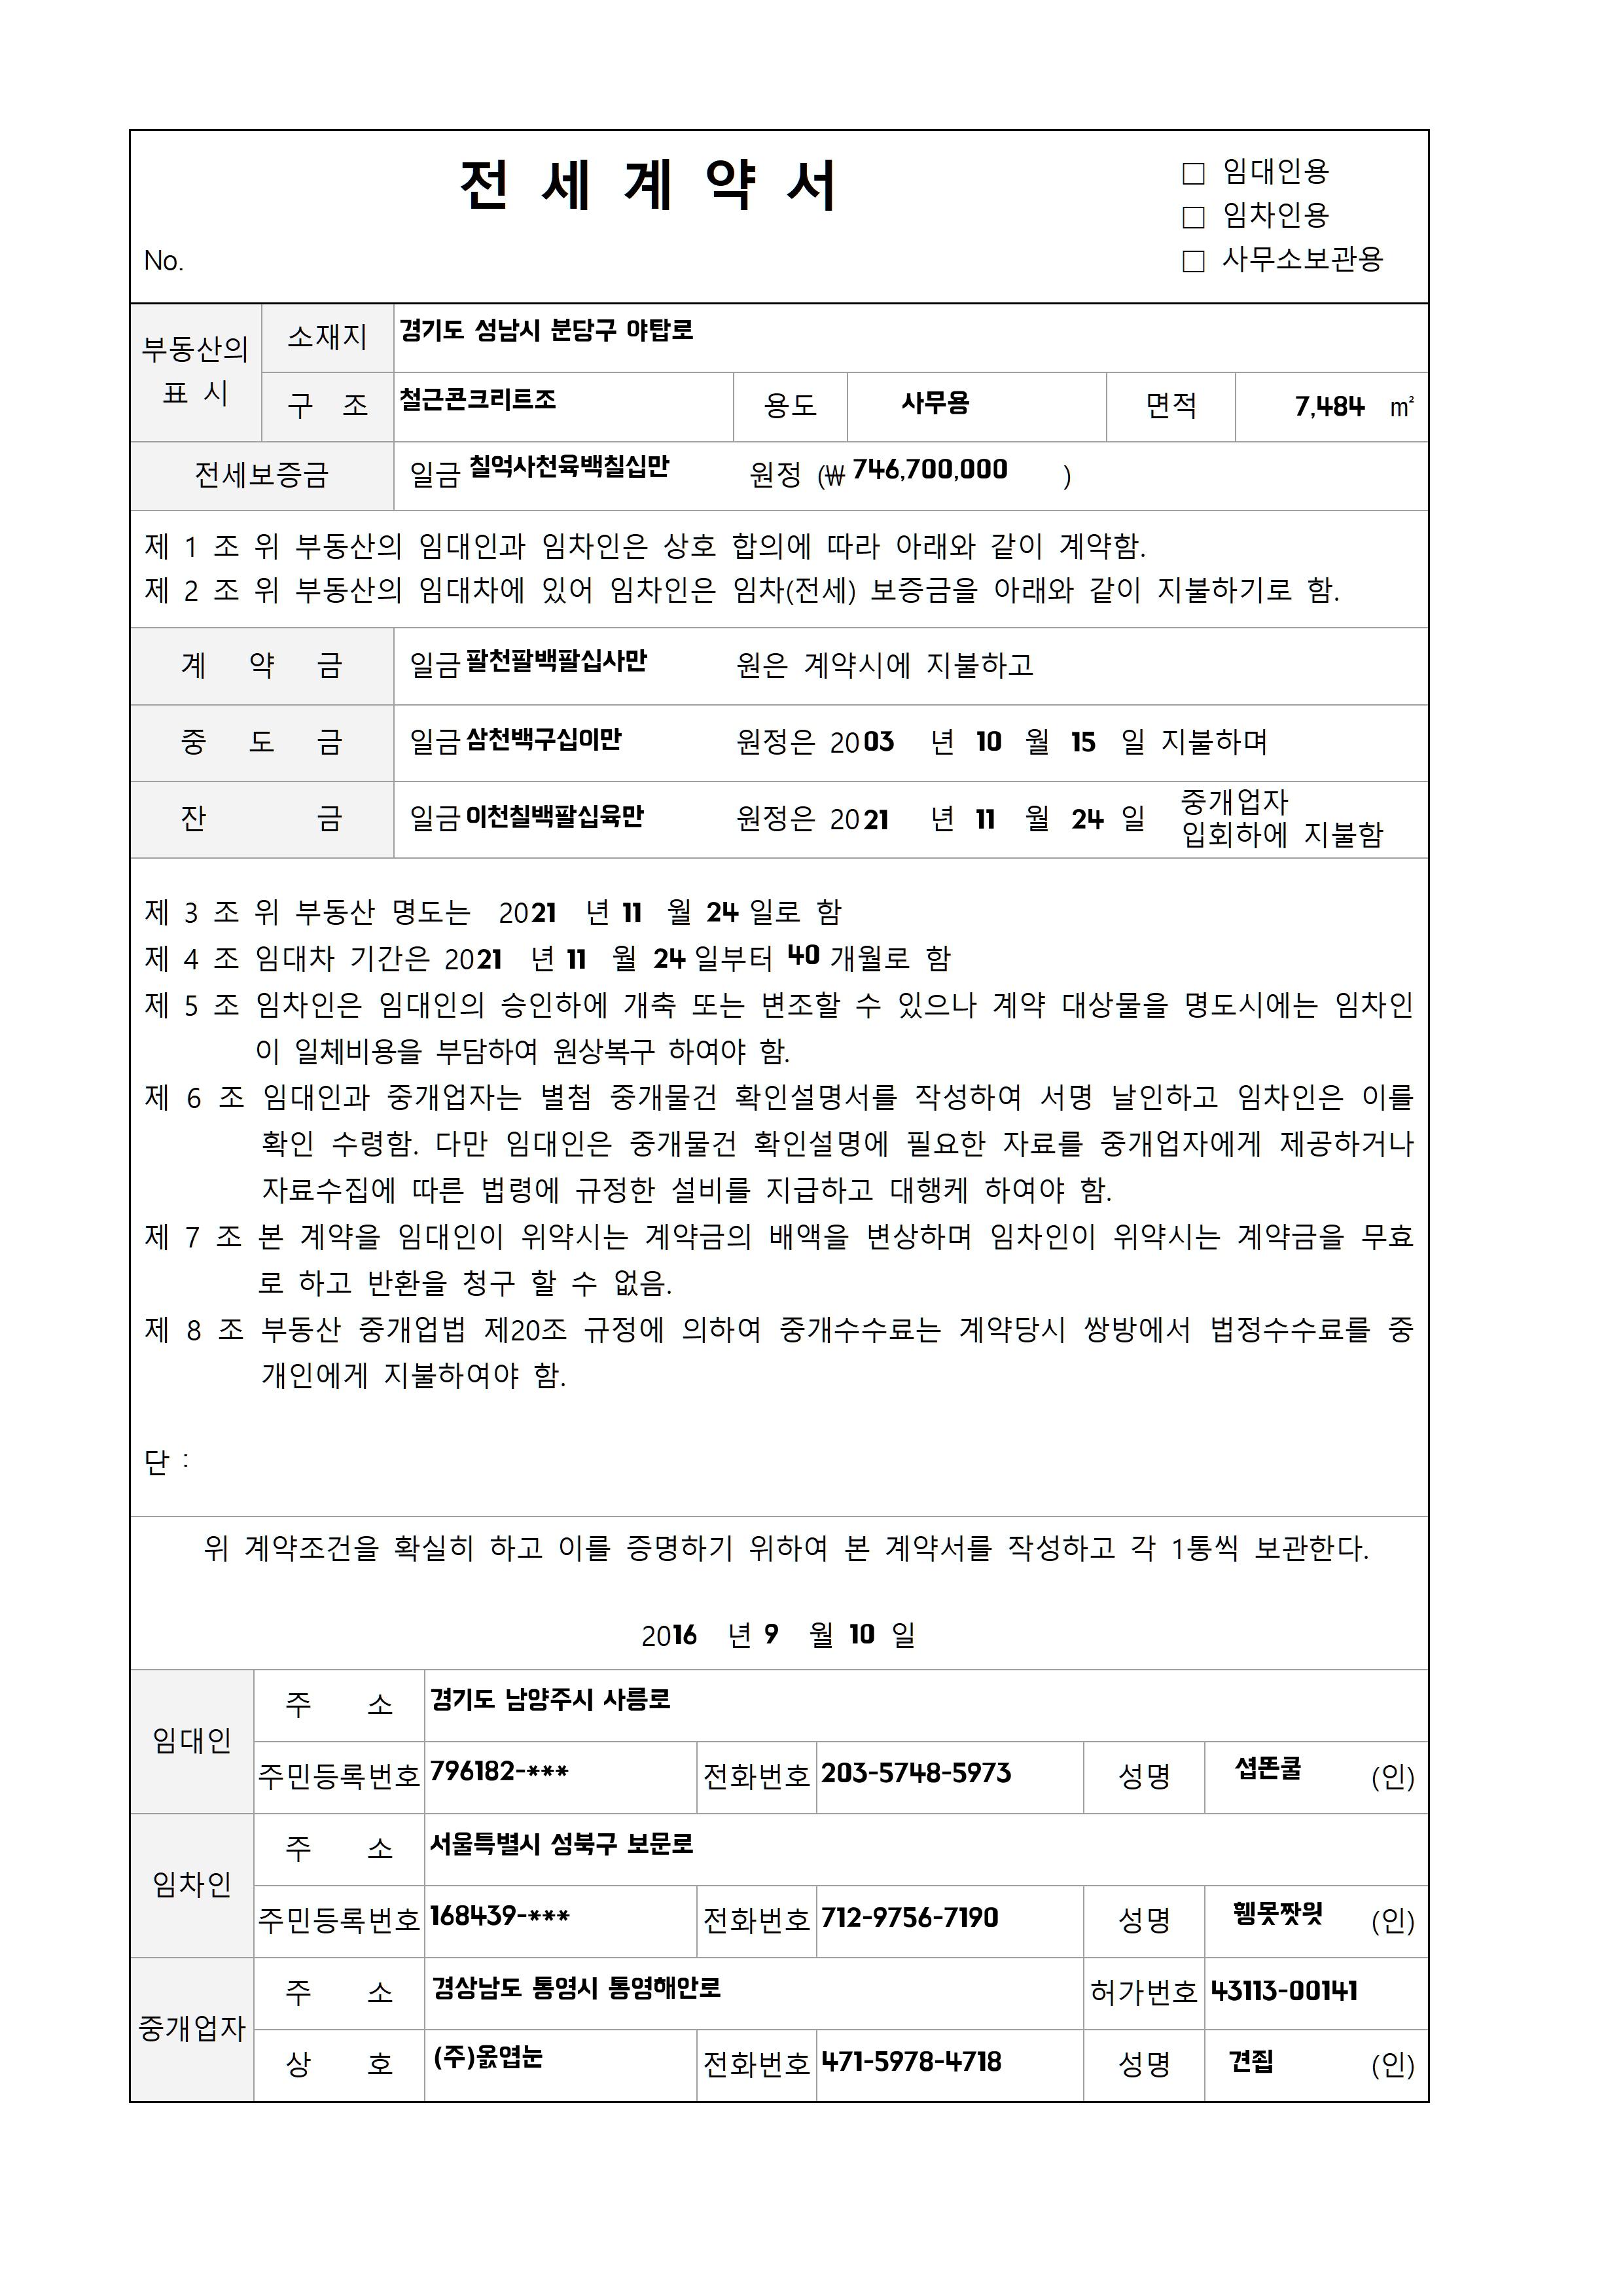 전 세 계 약 서
□ 임대인용
□ 임차인용
□ 사무소보관용
No.
부동산의 표 시
소재지 경기도 성남시 분당구 야탑로
구 조 철근콘크리트조 용도 사무용 면적 7,484 ㎡
전세보증금 일금 칠억사천육백칠십만 원정 (₩ 746,700,000 )
제 1 조 위 부동산의 임대인과 임차인은 상호 합의에 따라 아래와 같이 계약함.
제 2 조 위 부동산의 임대차에 있어 임차인은 임차(전세) 보증금을 아래와 같이 지불하기로 함.
계 약 금 일금 팔천팔백팔십사만 원은 계약시에 지불하고
중 도 금 일금 삼천백구십이만 원정은 2003 년 10 월 15 일 지불하며
잔 금 일금 이천칠백팔십육만 원정은 2021 년 11 월 24 일 중개업자 입회하에 지불함
제 3 조 위 부동산 명도는 2021 년 11 월 24 일로 함
제 4 조 임대차 기간은 2021 년 11 월 24 일부터 40 개월로 함
제 5 조 임차인은 임대인의 승인하에 개축 또는 변조할 수 있으나 계약 대상물을 명도시에는 임차인
이 일체비용을 부담하여 원상복구 하여야 함.
제 6 조 임대인과 중개업자는 별첨 중개물건 확인설명서를 작성하여 서명 날인하고 임차인은 이를
확인 수령함. 다만 임대인은 중개물건 확인설명에 필요한 자료를 중개업자에게 제공하거나
자료수집에 따른 법령에 규정한 설비를 지급하고 대행케 하여야 함.
제 7 조 본 계약을 임대인이 위약시는 계약금의 배액을 변상하며 임차인이 위약시는 계약금을 무효
로 하고 반환을 청구 할 수 없음.
제 8 조 부동산 중개업법 제20조 규정에 의하여 중개수수료는 계약당시 쌍방에서 법정수수료를 중
개인에게 지불하여야 함.
단 :
위 계약조건을 확실히 하고 이를 증명하기 위하여 본 계약서를 작성하고 각 1통씩 보관한다.
2016 년 9 월 10 일
임대인
주 소 경기도 남양주시 사릉로
주민등록번호 796182-*** 전화번호 203-5748-5973 성명 섭똔쿨 (인)
임차인
주 소 서울특별시 성북구 보문로
주민등록번호 168439-*** 전화번호 712-9756-7190 성명 (인)
중개업자
주 소 경상남도 통영시 통영해안로 허가번호 43113-00141
상 호 전화번호 471-5978-4718 성명 견죕 (인)